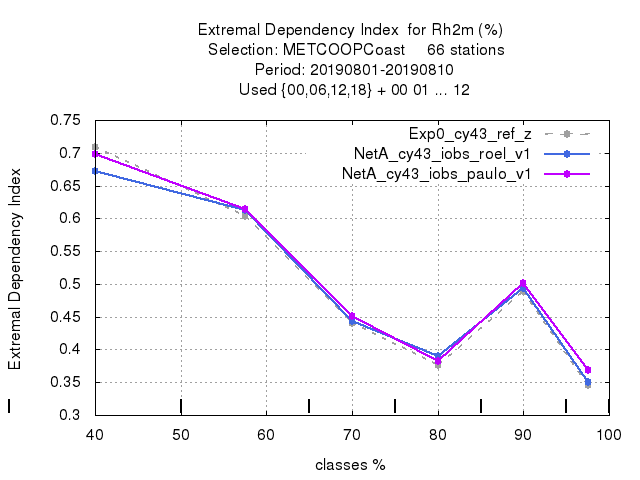 Extremal Dependency Index  for Rh2m (%)
Selection: METCOOPCoast     66 stations
Period: 20190801-20190810
Used {00,06,12,18} + 00 01 ... 12
Exp0_cy43_ref_z
NetA_cy43_iobs_roel_v1
NetA_cy43_iobs_paulo_v1
Extremal Dependency Index
0.75
0.7
0.65
0.6
0.55
0.5
0.45
0.4
0.35
0.3
40 50 60 70 80 90 100
classes %